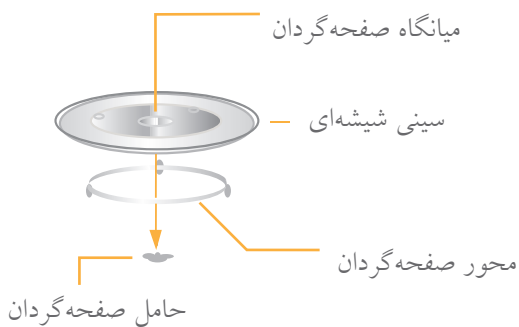 میانگاه صفحه‌گردان
سینی شیشه‌ای
محور صفحه‌گردان
حامل صفحه‌گردان